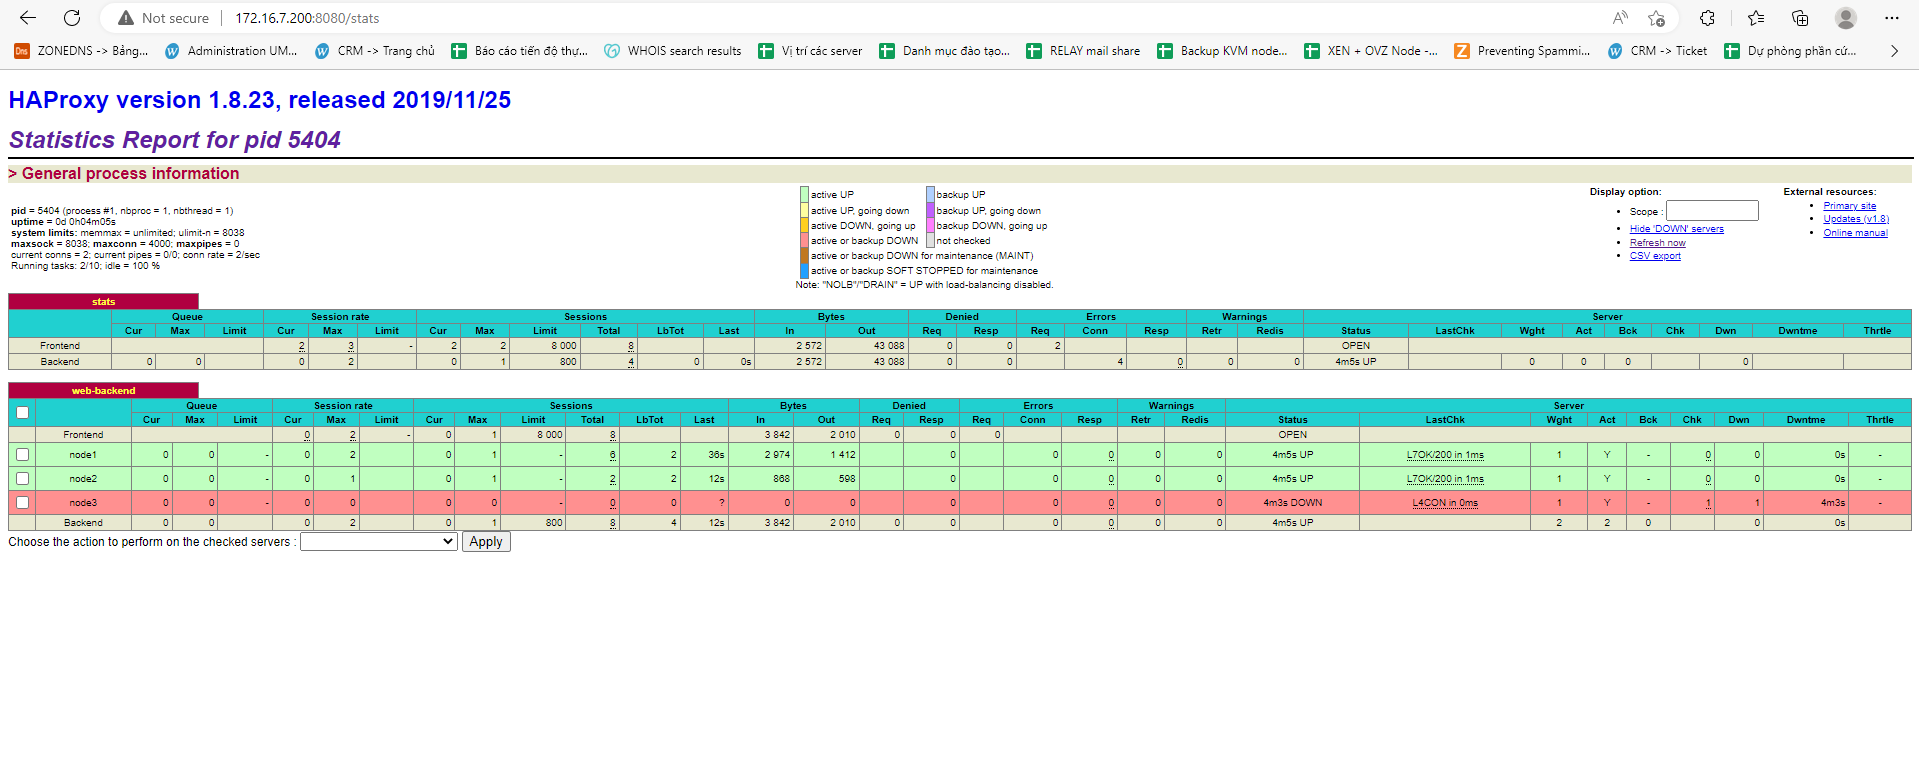 Not secure 172.16.7.200:8080/stats
ZONEDNS -> Bảng... Administration UM... CRM -> Trang chủ Báo cáo tiến độ thự... WHOIS search results Vị trí các server Danh mục đào tạo... RELAY mail share Backup KVM node... XEN + OVZ Node -... Preventing Spammi... CRM -> Ticket Dự phòng phần cứ...
HAProxy version 1.8.23, released 2019/11/25
Statistics Report for pid 5404
> General process information
pid = 5404 (process #1, nbproc = 1, nbthread = 1)
uptime = 0d 0h04m05s
system limits: memmax = unlimited; ulimit-n = 8038
maxsock = 8038; maxconn = 4000; maxpipes = 0
current conns = 2; current pipes = 0/0; conn rate = 2/sec
Running tasks: 2/10; idle = 100 %
active UP backup UP
active UP, going down backup UP, going down
active DOWN, going up backup DOWN, going up
active or backup DOWN not checked
active or backup DOWN for maintenance (MAINT)
active or backup SOFT STOPPED for maintenance
Note: "NOLB"/"DRAIN" = UP with load-balancing disabled.
Display option:
• Scope :
• Hide 'DOWN' servers
• Refresh now
• CSV export
External resources:
• Primary site
• Updates (v1.8)
• Online manual
stats
Queue Session rate Sessions Bytes Denied Errors Warnings Server
Cur Max Limit Cur Max Limit Cur Max Limit Total LbTot Last In Out Req Resp Req Conn Resp Retr Redis Status LastChk Wght Act Bck Chk Dwn Dwntme Thrtle
Frontend 2 3 - 2 2 8 000 8 2 572 43 088 0 0 2 OPEN
Backend 0 0 0 2 0 1 800 4 0 0s 2 572 43 088 0 0 4 0 0 0 4m5s UP 0 0 0 0
web-backend
Queue Session rate Sessions Bytes Denied Errors Warnings Server
Cur Max Limit Cur Max Limit Cur Max Limit Total LbTot Last In Out Req Resp Req Conn Resp Retr Redis Status LastChk Wght Act Bck Chk Dwn Dwntme Thrtle
Frontend 0 2 - 0 1 8 000 8 3 842 2 010 0 0 0 OPEN
node1 0 0 - 0 2 0 1 - 6 2 36s 2 974 1 412 0 0 0 0 0 4m5s UP L7OK/200 in 1ms 1 Y - 0 0 0s -
node2 0 0 - 0 1 0 1 - 2 2 12s 868 598 0 0 0 0 0 4m5s UP L7OK/200 in 1ms 1 Y - 0 0 0s -
node3 0 0 - 0 0 0 0 - 0 0 ? 0 0 0 0 0 0 0 4m3s DOWN L4CON in 0ms 1 Y - 1 1 4m3s -
Backend 0 0 0 2 0 1 800 8 4 12s 3 842 2 010 0 0 0 0 0 0 4m5s UP 2 2 0 0 0s
Choose the action to perform on the checked servers : Apply